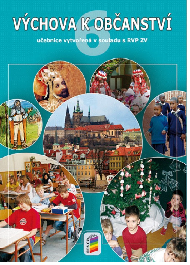 6
VÝCHOVA K OBČANSTVÍ
učebnice vytvořená v souladu s RVP ZV